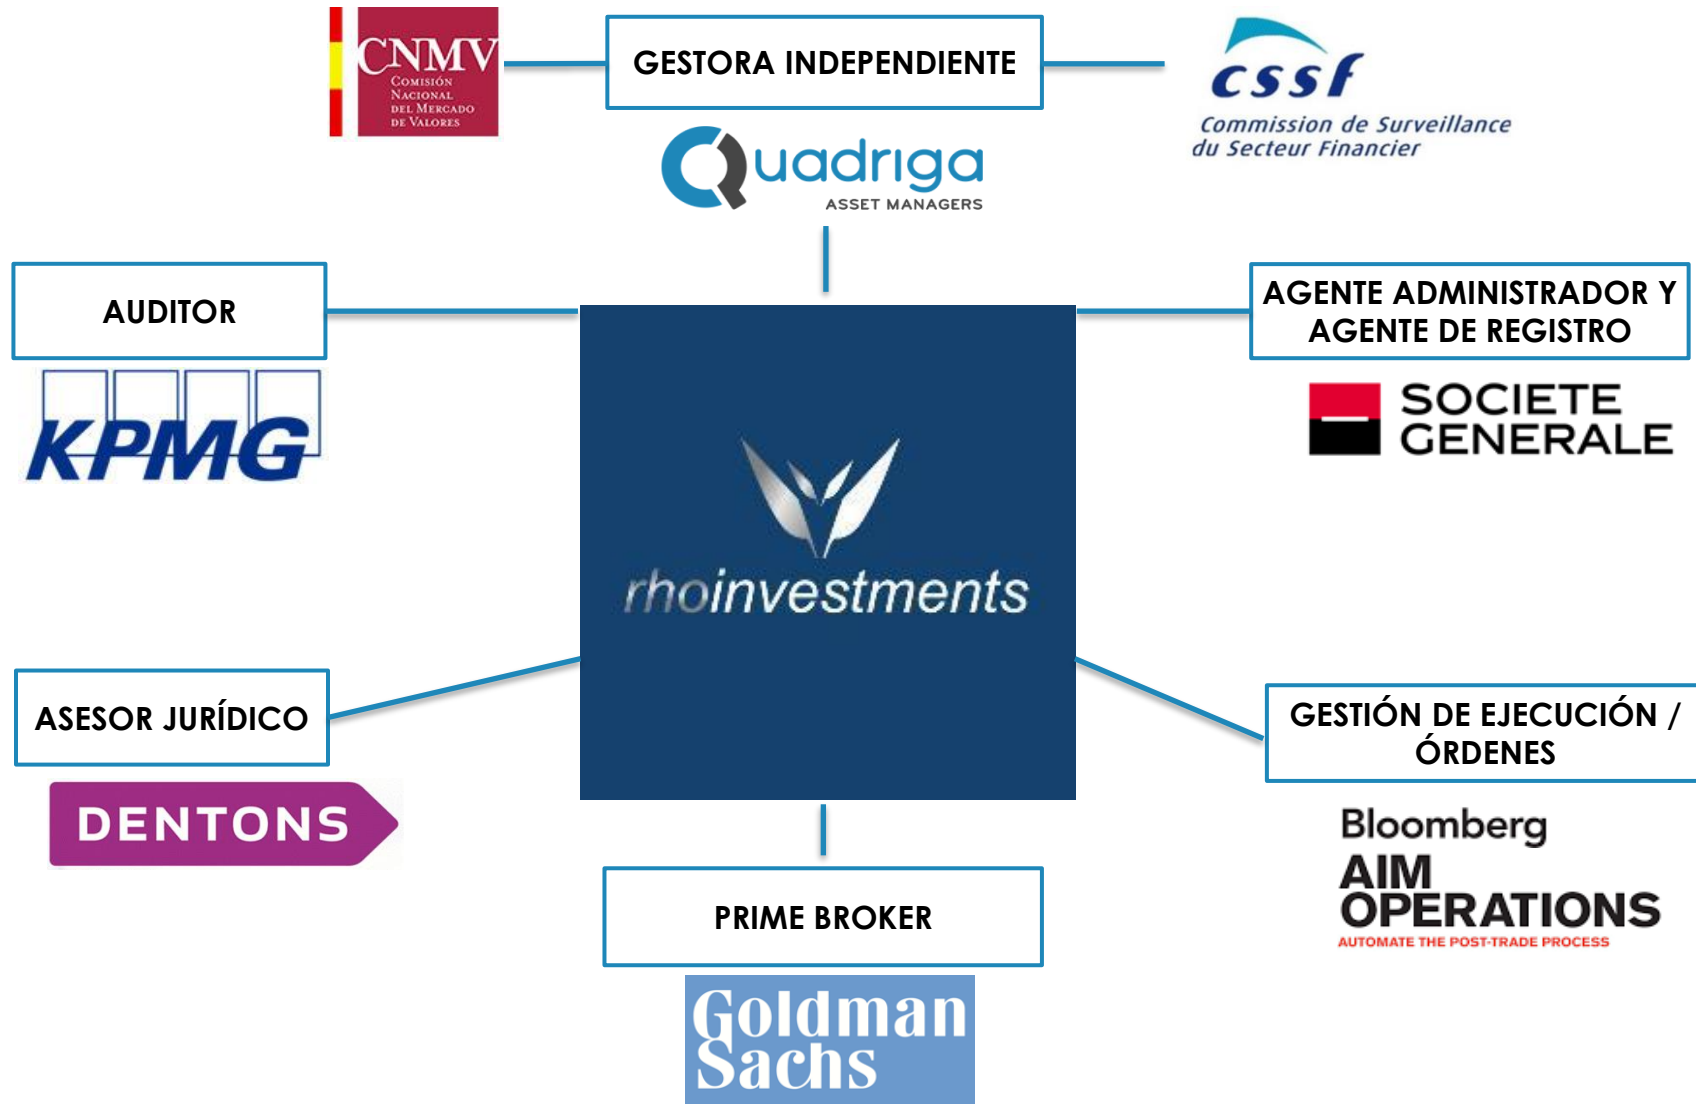 CNMV
COMISIÓN
NACIONAL
DEL MERCADO
DE VALORES
GESTORA INDEPENDIENTE
cssf
Commission de Surveillance
du Secteur Financier
Quadriga
ASSET MANAGERS
AUDITOR
KPMG
AGENTE ADMINISTRADOR Y
AGENTE DE REGISTRO
SOCIETE
GENERALE
rhoinvestments
ASESOR JURÍDICO
DENTONS
GESTIÓN DE EJECUCIÓN /
ÓRDENES
Bloomberg
AIM
OPERATIONS
AUTOMATE THE POST-TRADE PROCESS
PRIME BROKER
Goldman
Sachs